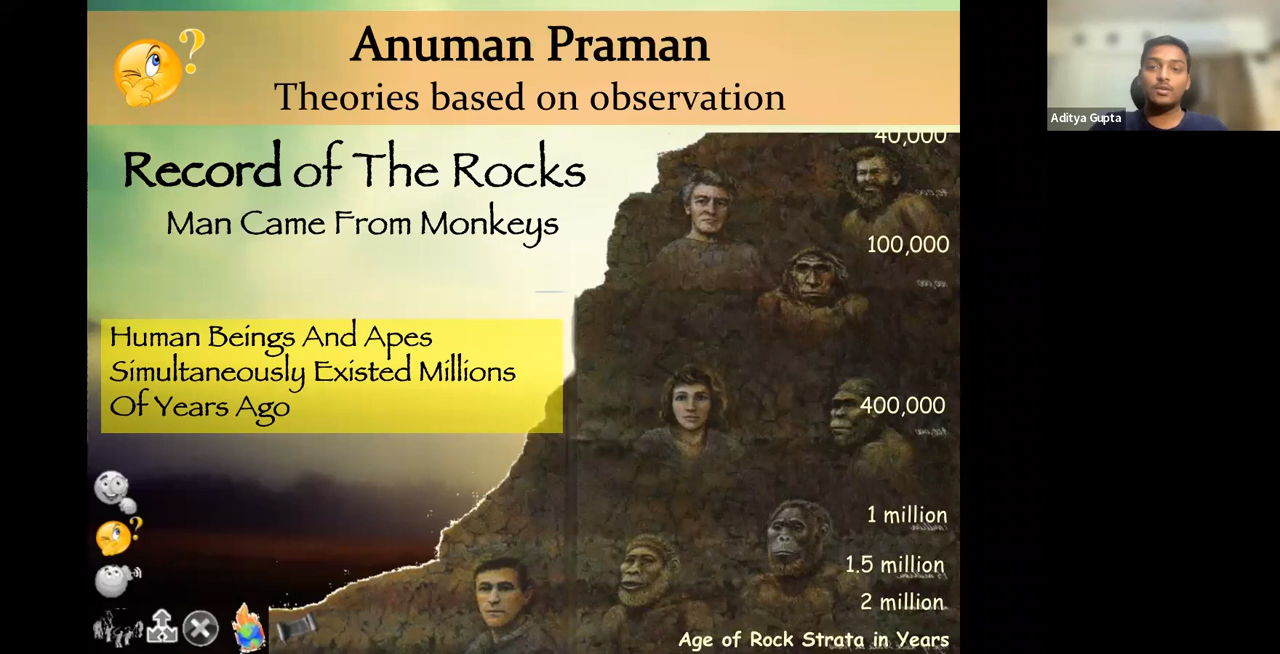 Anuman Praman
Theories based on observation
Record of The Rocks
Man Came From Monkeys
Human Beings And Apes
Simultaneously Existed Millions
Of Years Ago
40,000
100,000
400,000
1 million
1.5 million
2 million
Age of Rock Strata in Years
Aditya Gupta